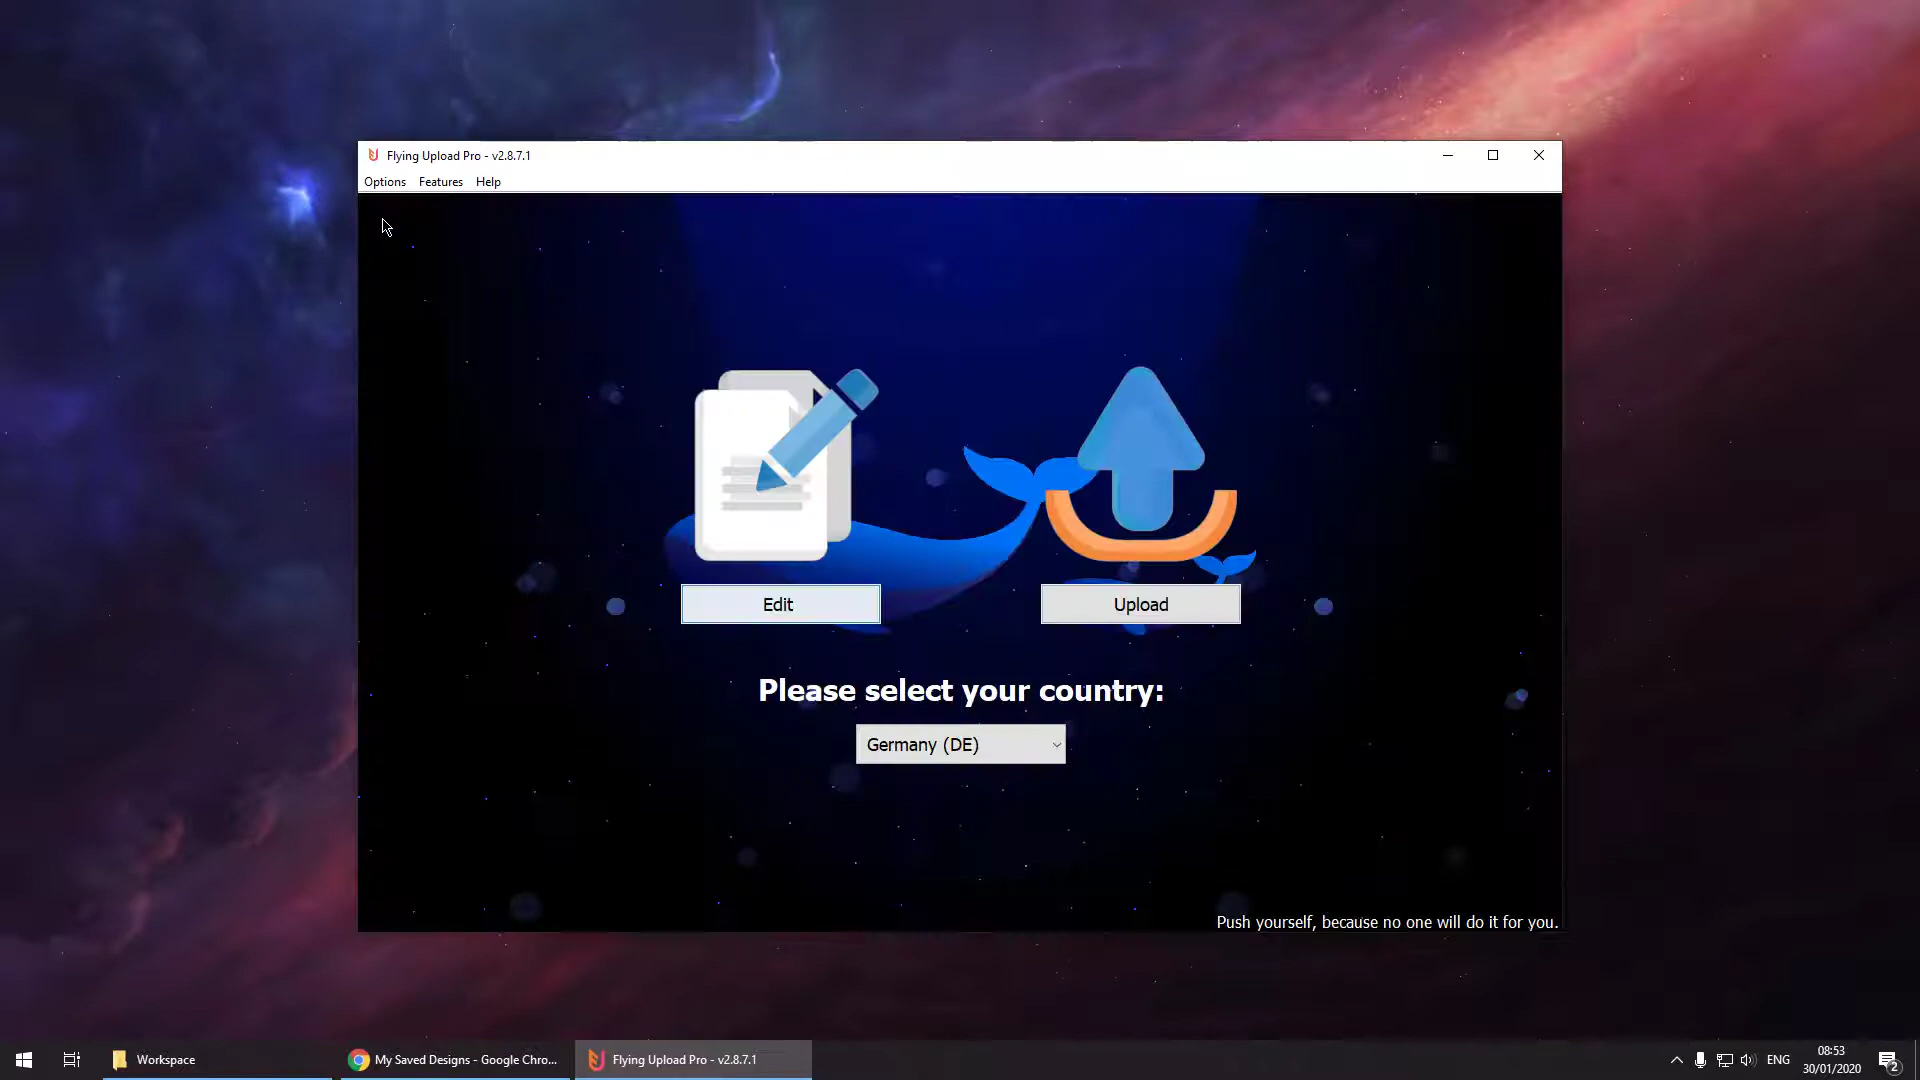 Flying Upload Pro - v2.8.7.1
Options Features Help
Edit
Upload
Please select your country:
Germany (DE)
Push yourself, because no one will do it for you.
Workspace
My Saved Designs - Google Chro...
Flying Upload Pro - v2.8.7.1
ENG
08:53
30/01/2020
2